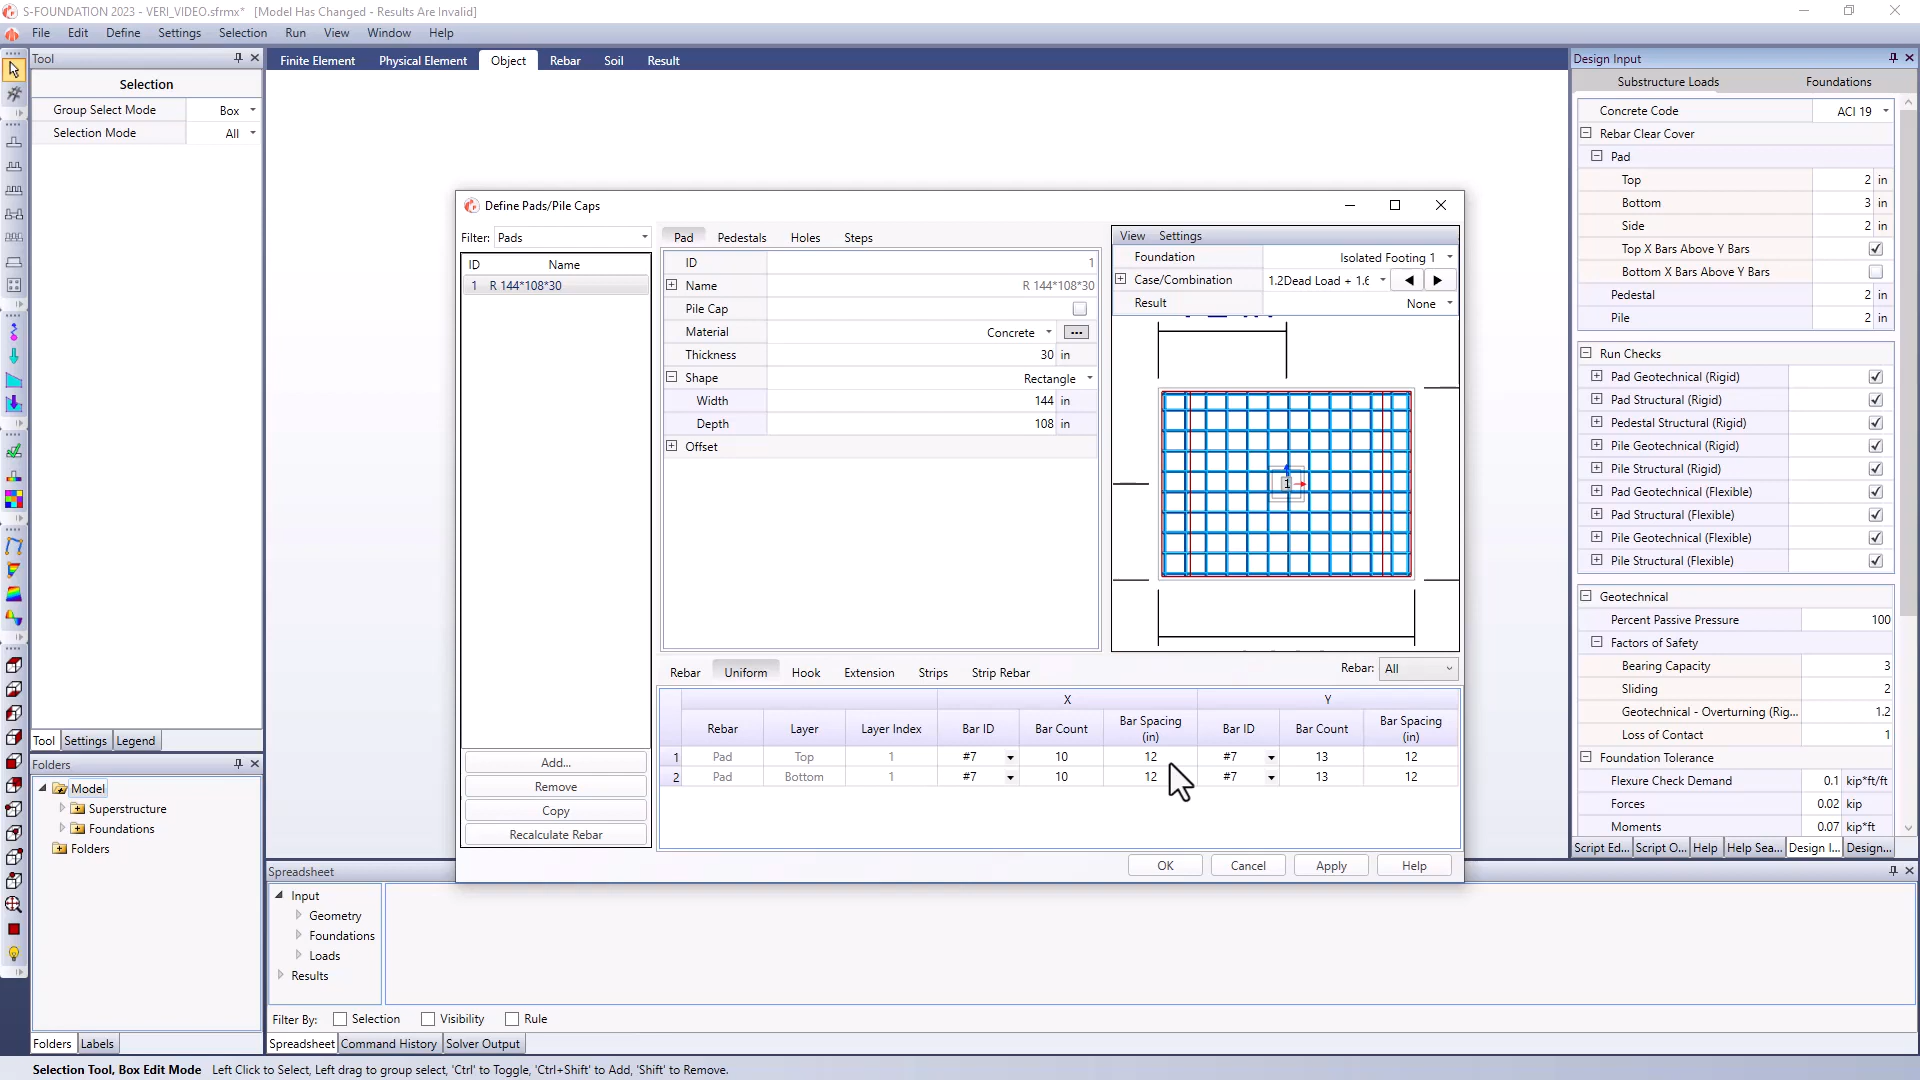 S-FOUNDATION 2023 - VERI_VIDEO.sfrmx* [Model Has Changed - Results Are Invalid]
File Edit Define Settings Selection Run View Window Help
Tool
Selection
Group Select Mode Box
Selection Mode All
Tool Settings Legend
Folders
Model
Superstructure
Foundations
Folders
Folders Labels
Finite Element Physical Element Object Rebar Soil Result
Define Pads/Pile Caps
Filter: Pads
ID Name
1 R 144*108*30
Add...
Remove
Copy
Recalculate Rebar
Pad Pedestals Holes Steps
ID 1
Name R 144*108*30
Pile Cap
Material Concrete ...
Thickness 30 in
Shape Rectangle
Width 144 in
Depth 108 in
Offset
View Settings
Foundation Isolated Footing 1
Case/Combination 1.2Dead Load + 1.6
Result None
1
Rebar Uniform Hook Extension Strips Strip Rebar
Rebar: All
X Y
Rebar Layer Layer Index Bar ID Bar Count Bar Spacing (in) Bar ID Bar Count Bar Spacing (in)
1 Pad Top 1 #7 10 12 #7 13 12
2 Pad Bottom 1 #7 10 12 #7 13 12
OK Cancel Apply Help
Spreadsheet
Input
Geometry
Foundations
Loads
Results
Filter By: Selection Visibility Rule
Spreadsheet Command History Solver Output
Design Input
Substructure Loads Foundations
Concrete Code ACI 19
Rebar Clear Cover
Pad
Top 2 in
Bottom 3 in
Side 2 in
Top X Bars Above Y Bars
Bottom X Bars Above Y Bars
Pedestal 2 in
Pile 2 in
Run Checks
Pad Geotechnical (Rigid)
Pad Structural (Rigid)
Pedestal Structural (Rigid)
Pile Geotechnical (Rigid)
Pile Structural (Rigid)
Pad Geotechnical (Flexible)
Pad Structural (Flexible)
Pile Geotechnical (Flexible)
Pile Structural (Flexible)
Geotechnical
Percent Passive Pressure 100
Factors of Safety
Bearing Capacity 3
Sliding 2
Geotechnical - Overturning (Rig... 1.2
Loss of Contact 1
Foundation Tolerance
Flexure Check Demand 0.1 kip*ft/ft
Forces 0.02 kip
Moments 0.07 kip*ft
Script Ed... Script O... Help Help Sea... Design I... Design...
Selection Tool, Box Edit Mode Left Click to Select, Left drag to group select, 'Ctrl' to Toggle, 'Ctrl+Shift' to Add, 'Shift' to Remove.